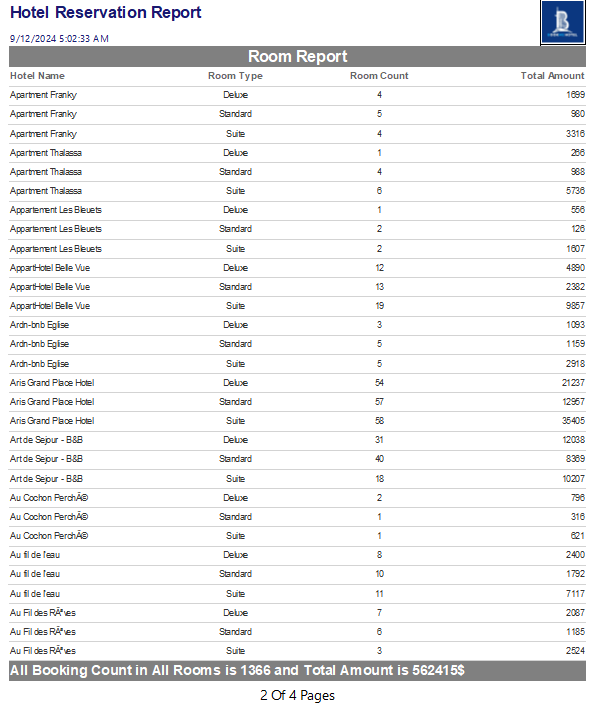 Hotel Reservation Report
9/12/2024 5:02:33 AM
Room Report
Hotel Name Room Type Room Count Total Amount
Apartment Franky Deluxe 4 1699
Apartment Franky Standard 5 980
Apartment Franky Suite 4 3316
Apartment Thalassa Deluxe 1 266
Apartment Thalassa Standard 4 988
Apartment Thalassa Suite 6 5736
Appartement Les Bleuets Deluxe 1 556
Appartement Les Bleuets Standard 2 126
Appartement Les Bleuets Suite 2 1607
AppartHotel Belle Vue Deluxe 12 4890
AppartHotel Belle Vue Standard 13 2382
AppartHotel Belle Vue Suite 19 9857
Ardn-bnb Eglise Deluxe 3 1093
Ardn-bnb Eglise Standard 5 1159
Ardn-bnb Eglise Suite 5 2918
Aris Grand Place Hotel Deluxe 54 21237
Aris Grand Place Hotel Standard 57 12957
Aris Grand Place Hotel Suite 58 35405
Art de Sejour - B&B Deluxe 31 12038
Art de Sejour - B&B Standard 40 8369
Art de Sejour - B&B Suite 18 10207
Au Cochon PerchÃ© Deluxe 2 796
Au Cochon PerchÃ© Standard 1 316
Au Cochon PerchÃ© Suite 1 621
Au fil de l'eau Deluxe 8 2400
Au fil de l'eau Standard 10 1792
Au fil de l'eau Suite 11 7117
Au Fil des RÃªves Deluxe 7 2087
Au Fil des RÃªves Standard 6 1185
Au Fil des RÃªves Suite 3 2524
All Booking Count in All Rooms is 1366 and Total Amount is 562415$
2 Of 4 Pages